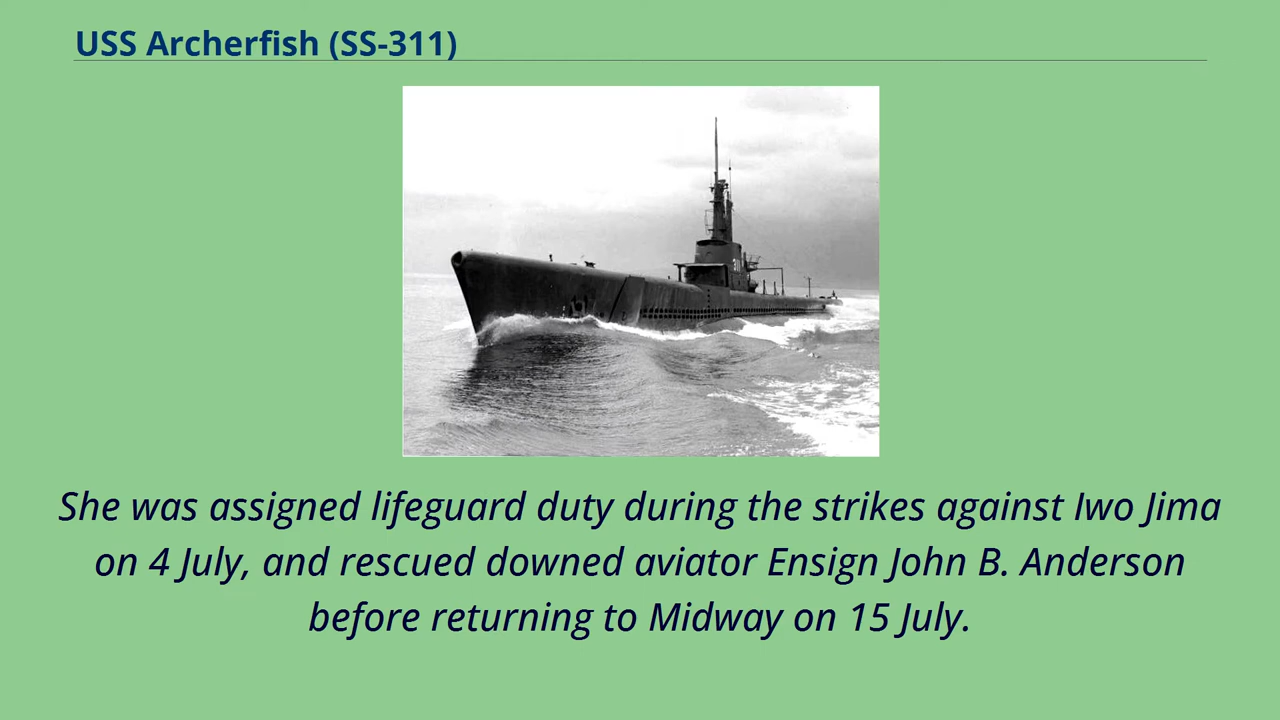 USS Archerfish (SS-311)
She was assigned lifeguard duty during the strikes against Iwo Jima
on 4 July, and rescued downed aviator Ensign John B. Anderson
before returning to Midway on 15 July.